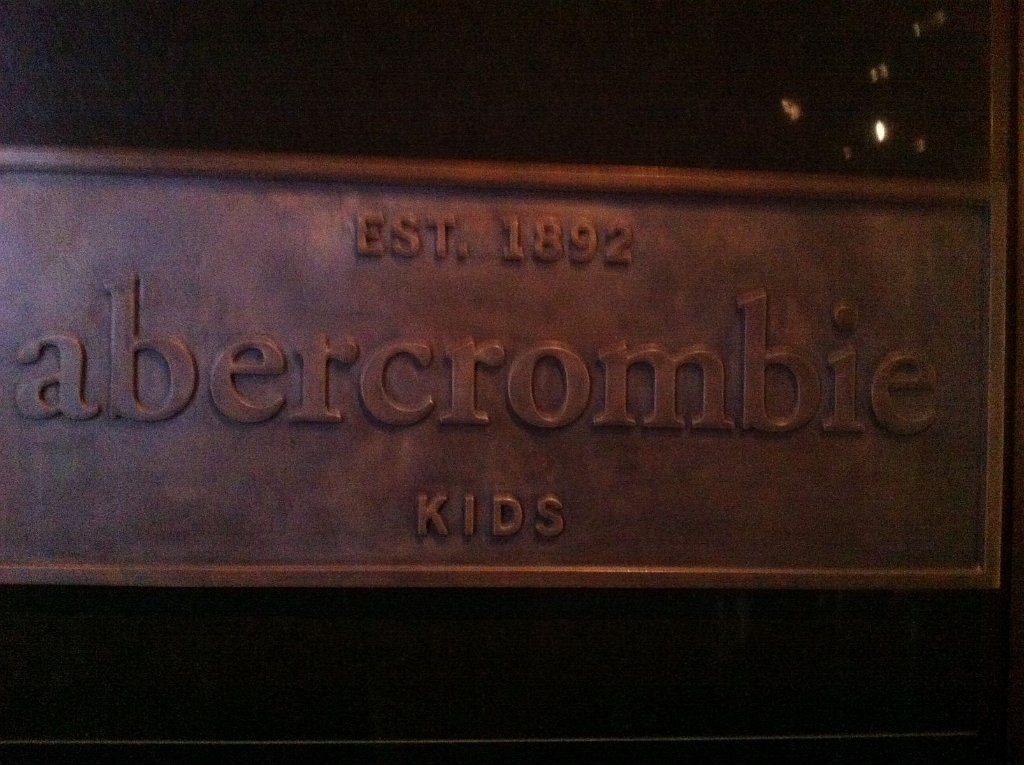 EST. 1892
abercrombie
KIDS